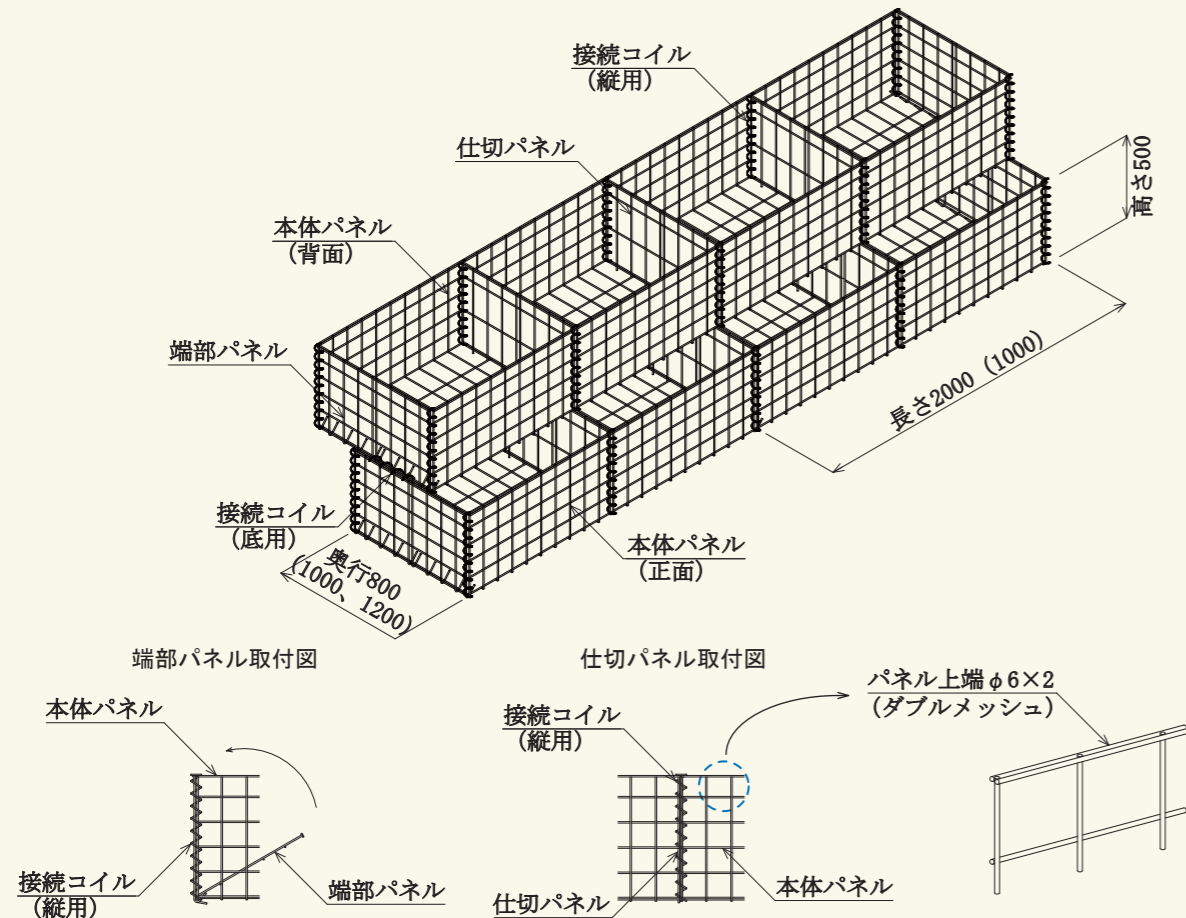 接続コイル
(縦用)
仕切パネル
本体パネル
(背面)
端部パネル
高さ500
長さ2000 (1000)
接続コイル
(底用)
本体パネル
(正面)
奥行800
(1000、1200)
端部パネル取付図
仕切パネル取付図
本体パネル
接続コイル
(縦用)
端部パネル
接続コイル
(縦用)
仕切パネル
本体パネル
パネル上端φ6×2
(ダブルメッシュ)